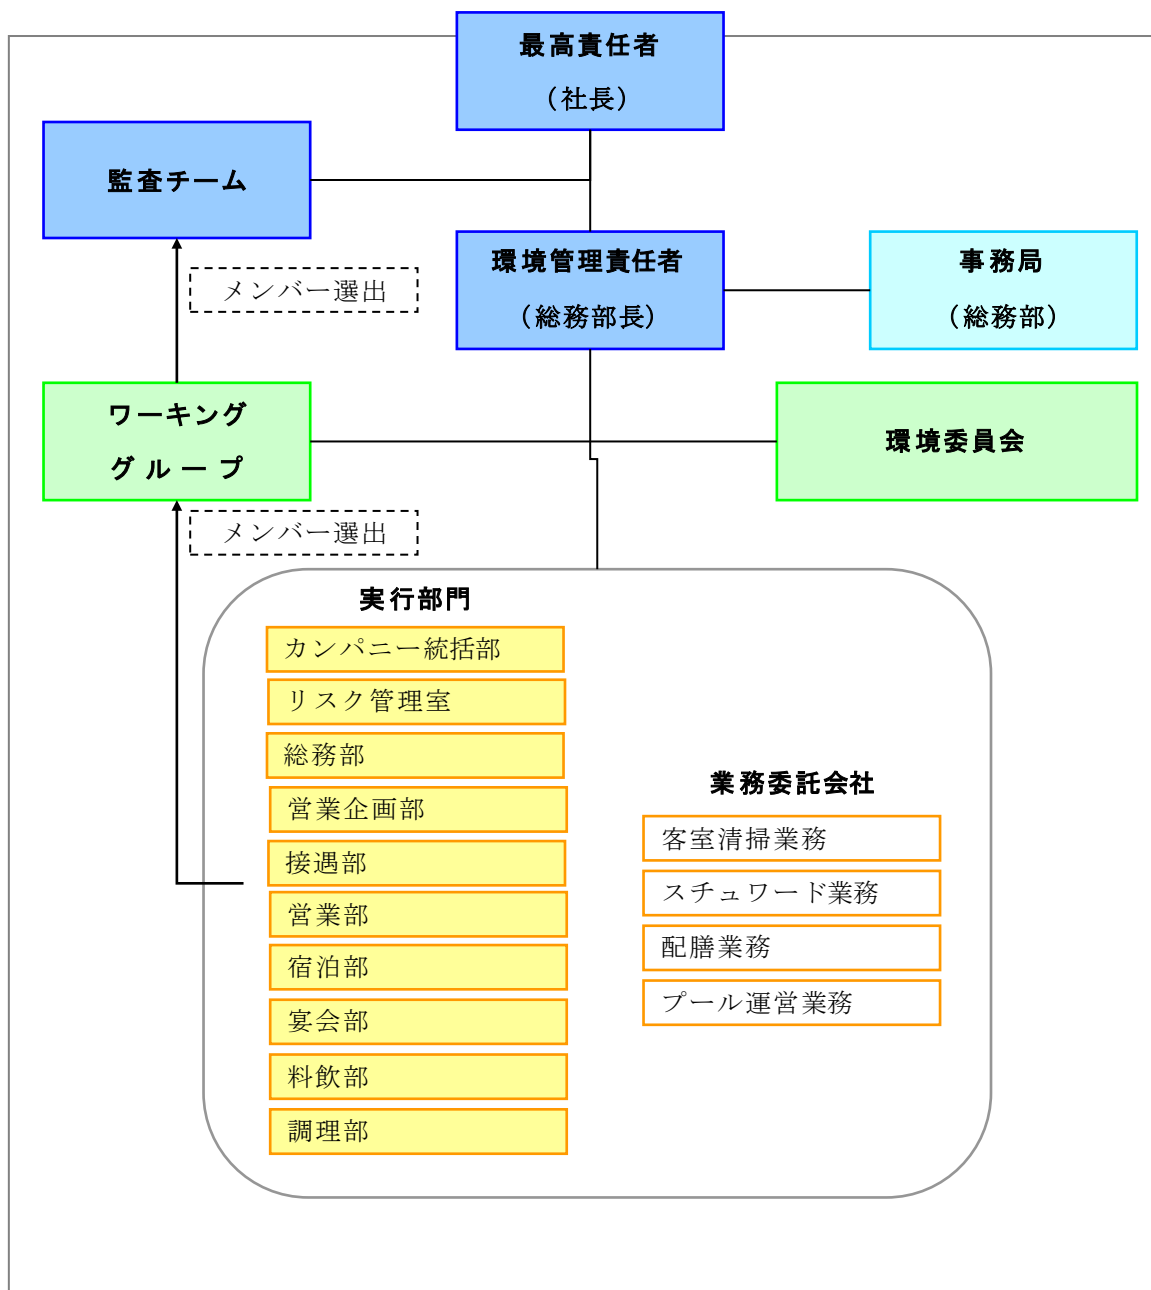 最高責任者
（社長）
監査チーム
環境管理責任者
（総務部長）
事務局
（総務部）
メンバー選出
ワーキング
グループ
環境委員会
メンバー選出
実行部門
カンパニー統括部
リスク管理室
総務部
営業企画部
接遇部
営業部
宿泊部
宴会部
料飲部
調理部
業務委託会社
客室清掃業務
スチュワード業務
配膳業務
プール運営業務